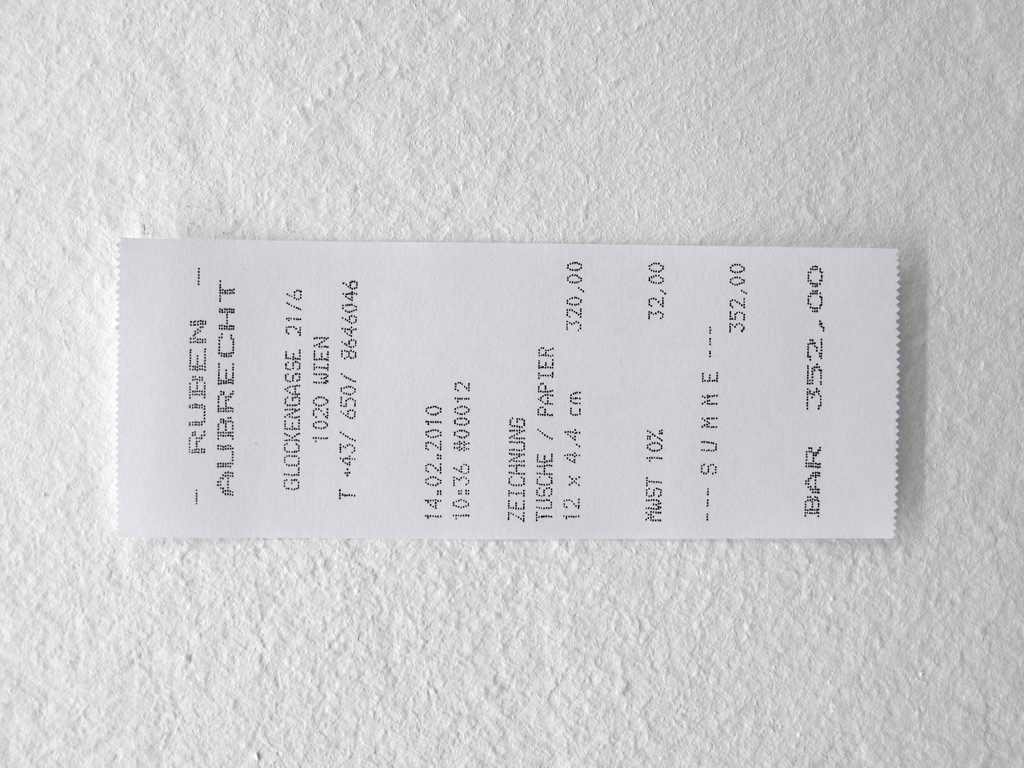 - RUBEN -
AUBRECHT
GLOCKENGASSE 21/6
1020 WIEN
T +43/ 650/ 8646046
14.02.2010
10:36 #00012
ZEICHNUNG
TUSCHE / PAPIER
12 x 4.4 cm 320,00
MWST 10% 32,00
--- S U M M E ---
352,00
BAR 352,00